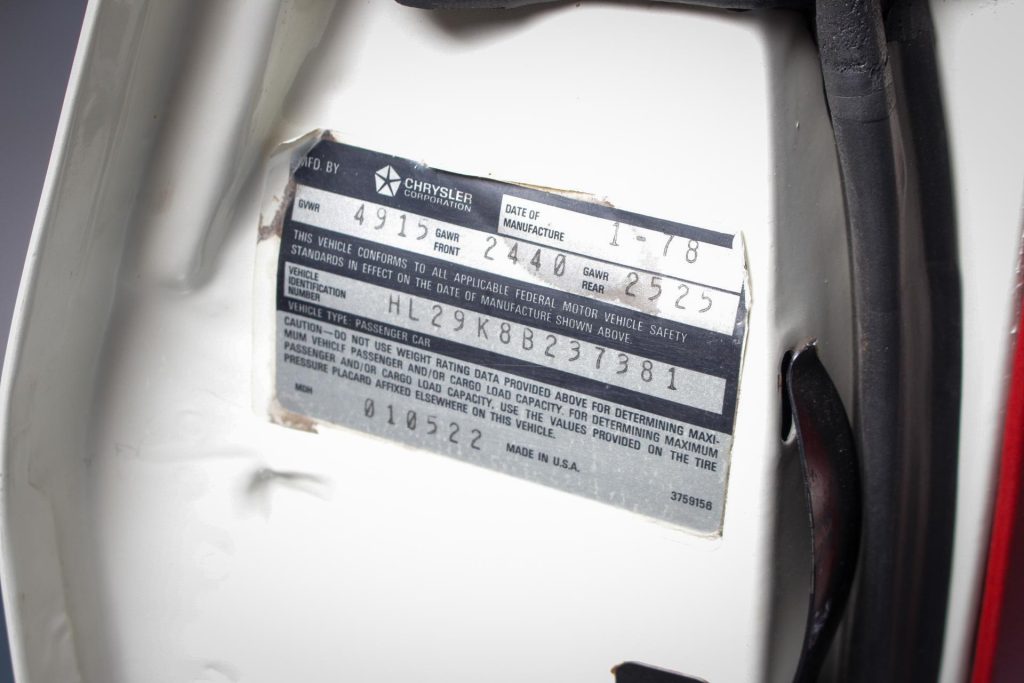 MFD. BY CHRYSLER CORPORATION
DATE OF MANUFACTURE 1-78
GVWR 4915 GAWR FRONT 2440 GAWR REAR 2525
THIS VEHICLE CONFORMS TO ALL APPLICABLE FEDERAL MOTOR VEHICLE SAFETY
STANDARDS IN EFFECT ON THE DATE OF MANUFACTURE SHOWN ABOVE.
VEHICLE IDENTIFICATION NUMBER HL29K8B237381
VEHICLE TYPE: PASSENGER CAR
CAUTION—DO NOT USE WEIGHT RATING DATA PROVIDED ABOVE FOR DETERMINING MAXI-
MUM VEHICLE PASSENGER AND/OR CARGO LOAD CAPACITY. FOR DETERMINING MAXIMUM
PASSENGER AND/OR CARGO LOAD CAPACITY, USE THE VALUES PROVIDED ON THE TIRE
PRESSURE PLACARD AFFIXED ELSEWHERE ON THIS VEHICLE.
MDH 010522 MADE IN U.S.A.
3759156